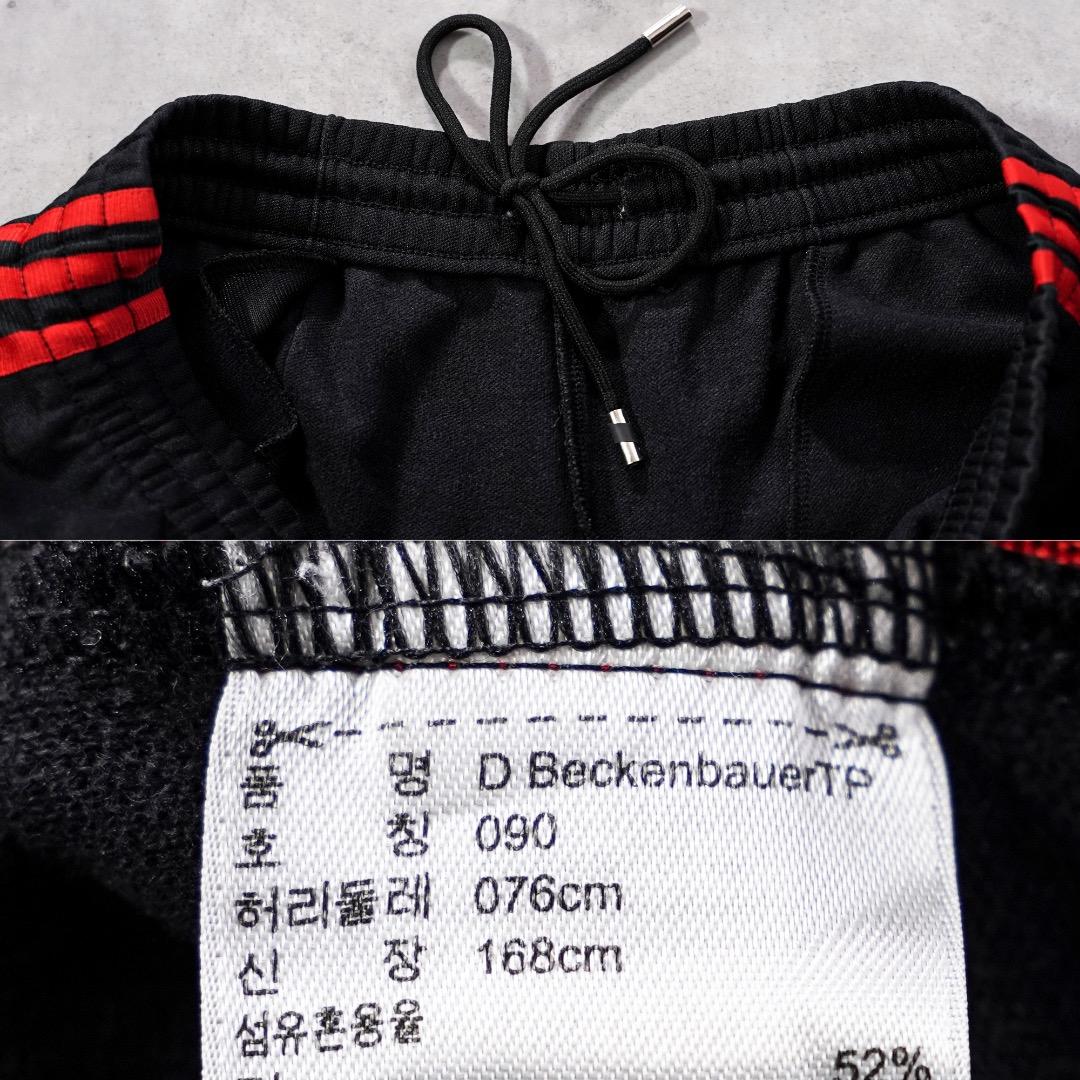 품 명 D BeckenbauerTP
호 칭 090
허리둘레 076cm
신 장 168cm
섬유혼용율
52%